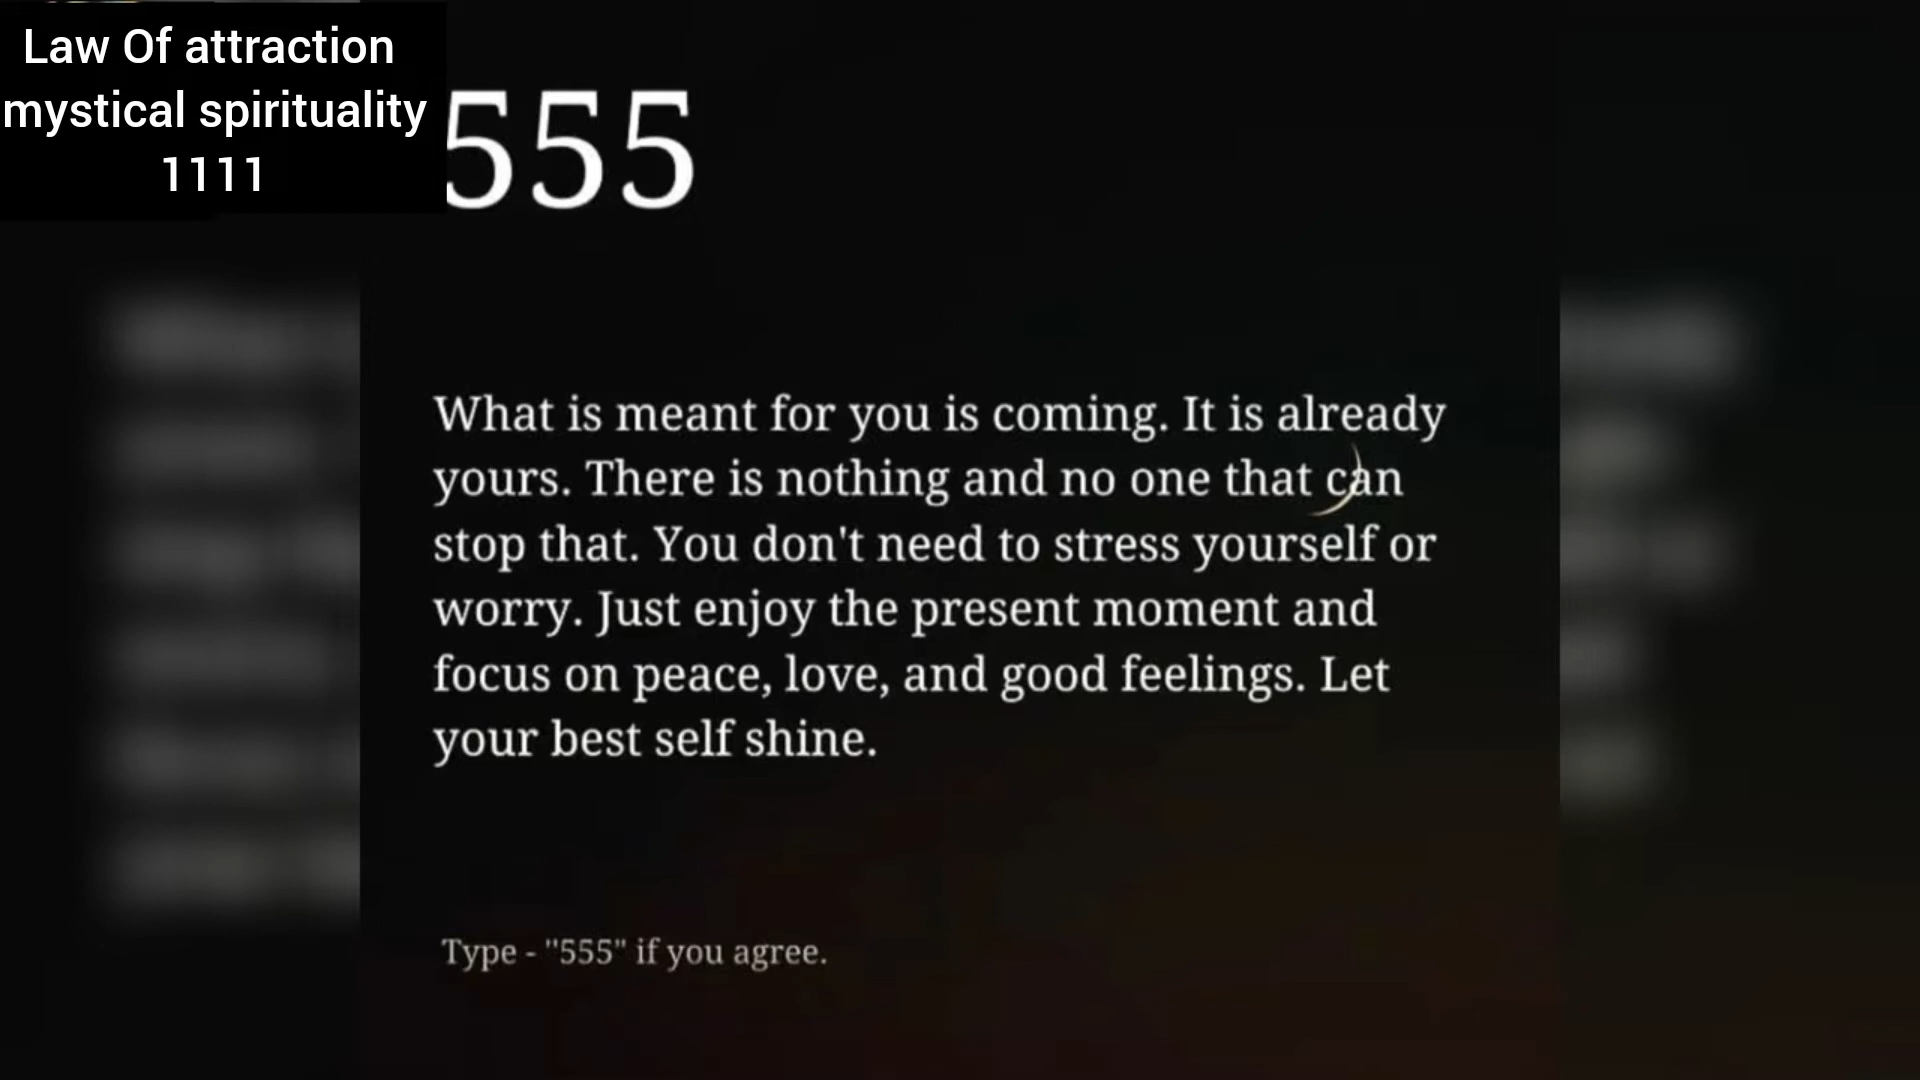 Law Of attraction
mystical spirituality
1111
555
What is meant for you is coming. It is already
yours. There is nothing and no one that can
stop that. You don't need to stress yourself or
worry. Just enjoy the present moment and
focus on peace, love, and good feelings. Let
your best self shine.
Type - "555" if you agree.